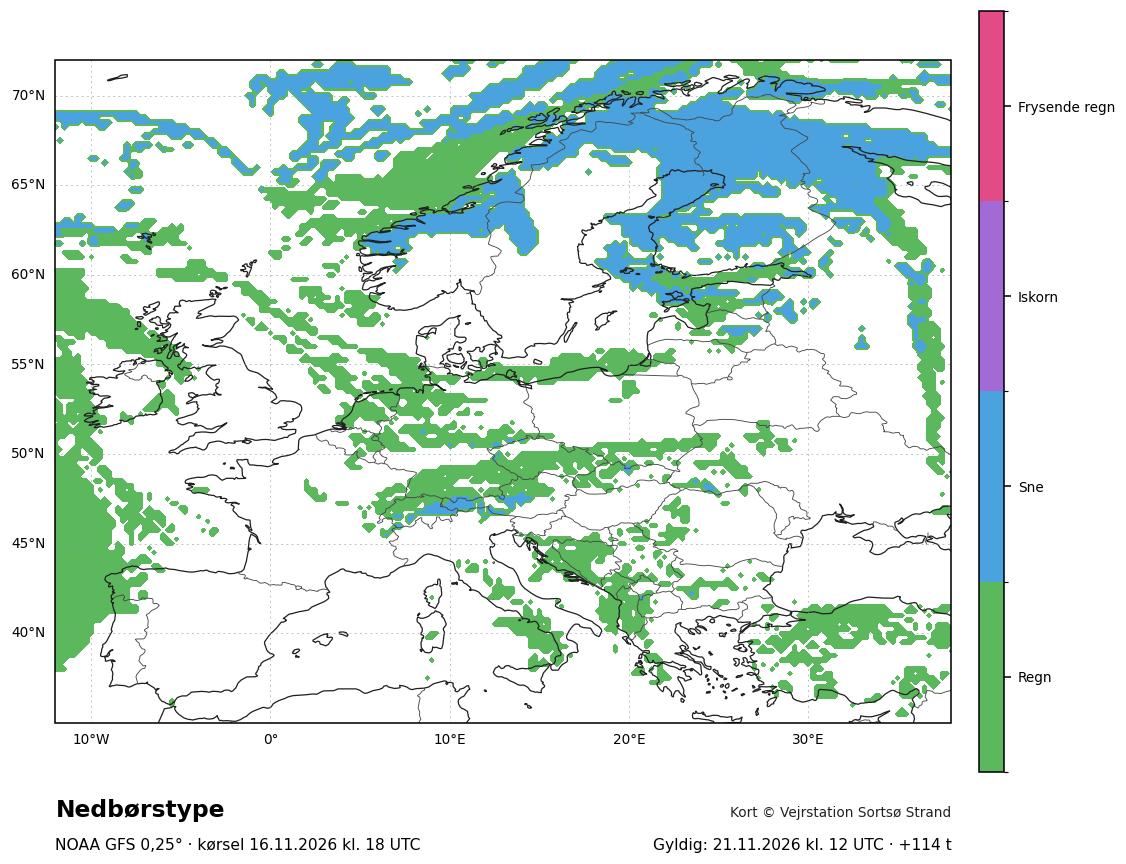 70°N
65°N
60°N
55°N
50°N
45°N
40°N
10°W
0°
10°E
20°E
30°E
Frysende regn
Iskorn
Sne
Regn
Nedbørstype
Kort © Vejrstation Sortsø Strand
NOAA GFS 0,25° · kørsel 16.11.2026 kl. 18 UTC
Gyldig: 21.11.2026 kl. 12 UTC · +114 t